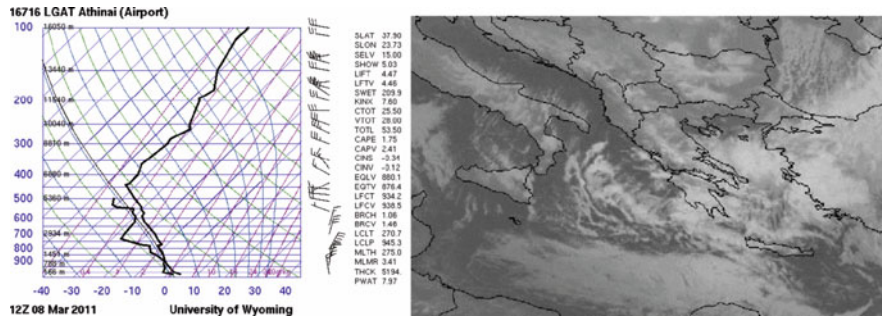 16716 LGAT Athinai (Airport)
100
16050 m
13440 m
200
11540 m
10040 m
300
8810 m
400
500
5360 m
600
700
2934 m
800
1451 m
900
-40 -30 -20 -10 0 10 20 30 40
12Z 08 Mar 2011 University of Wyoming
SLAT 37.90
SLON 23.73
SELV 15.00
SHOW 5.03
LIFT 4.47
LFTV 4.46
SWET 209.9
KINX 7.60
CTOT 25.50
VTOT 28.00
TOTL 53.50
CAPE 1.75
CAPV 2.41
CINS -0.34
CINV -0.12
EQLV 880.1
EQTV 876.4
LFCT 934.2
LFCV 938.5
BRCH 1.06
BRCV 1.46
LCLT 270.7
LCLP 945.3
MLTH 275.0
MLMR 3.41
THCK 5194.
PWAT 7.97